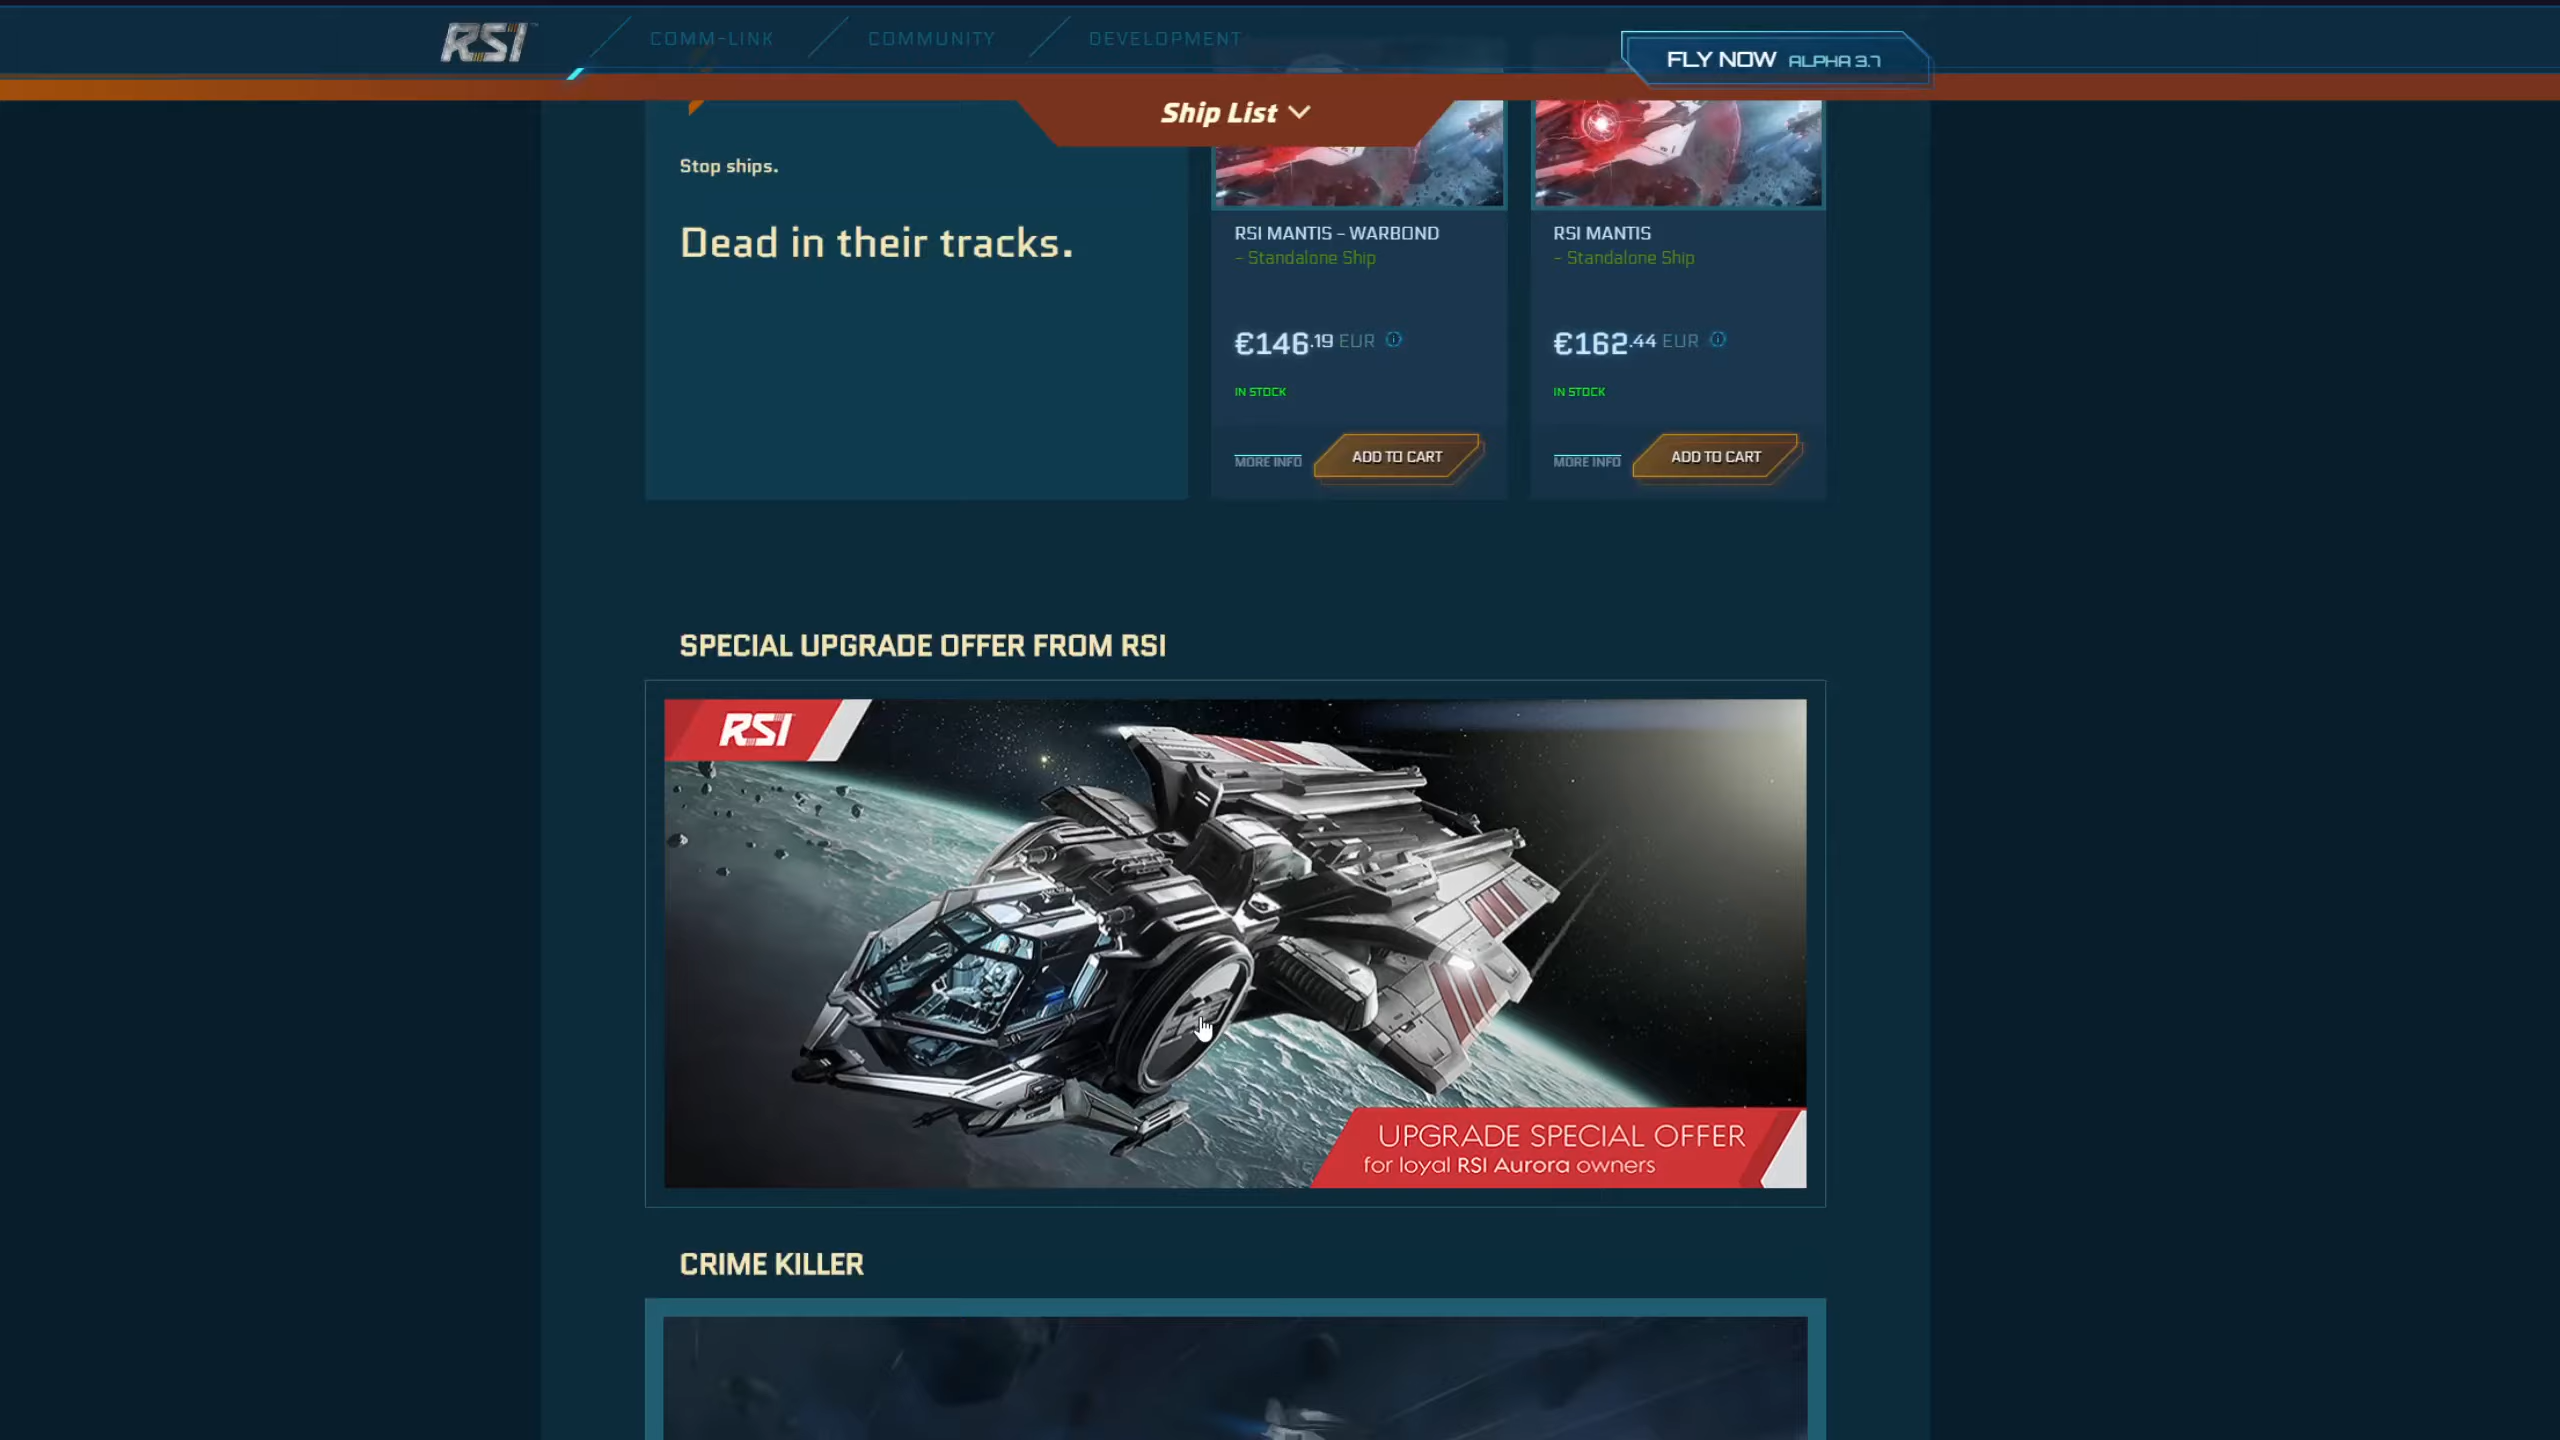 RSI
COMM-LINK
COMMUNITY
DEVELOPMENT
FLY NOW ALPHA 3.7
Ship List
Stop ships.
Dead in their tracks.
RSI MANTIS - WARBOND
- Standalone Ship
€146.19 EUR
IN STOCK
MORE INFO
ADD TO CART
RSI MANTIS
- Standalone Ship
€162.44 EUR
IN STOCK
MORE INFO
ADD TO CART
SPECIAL UPGRADE OFFER FROM RSI
RSI
UPGRADE SPECIAL OFFER
for loyal RSI Aurora owners
CRIME KILLER